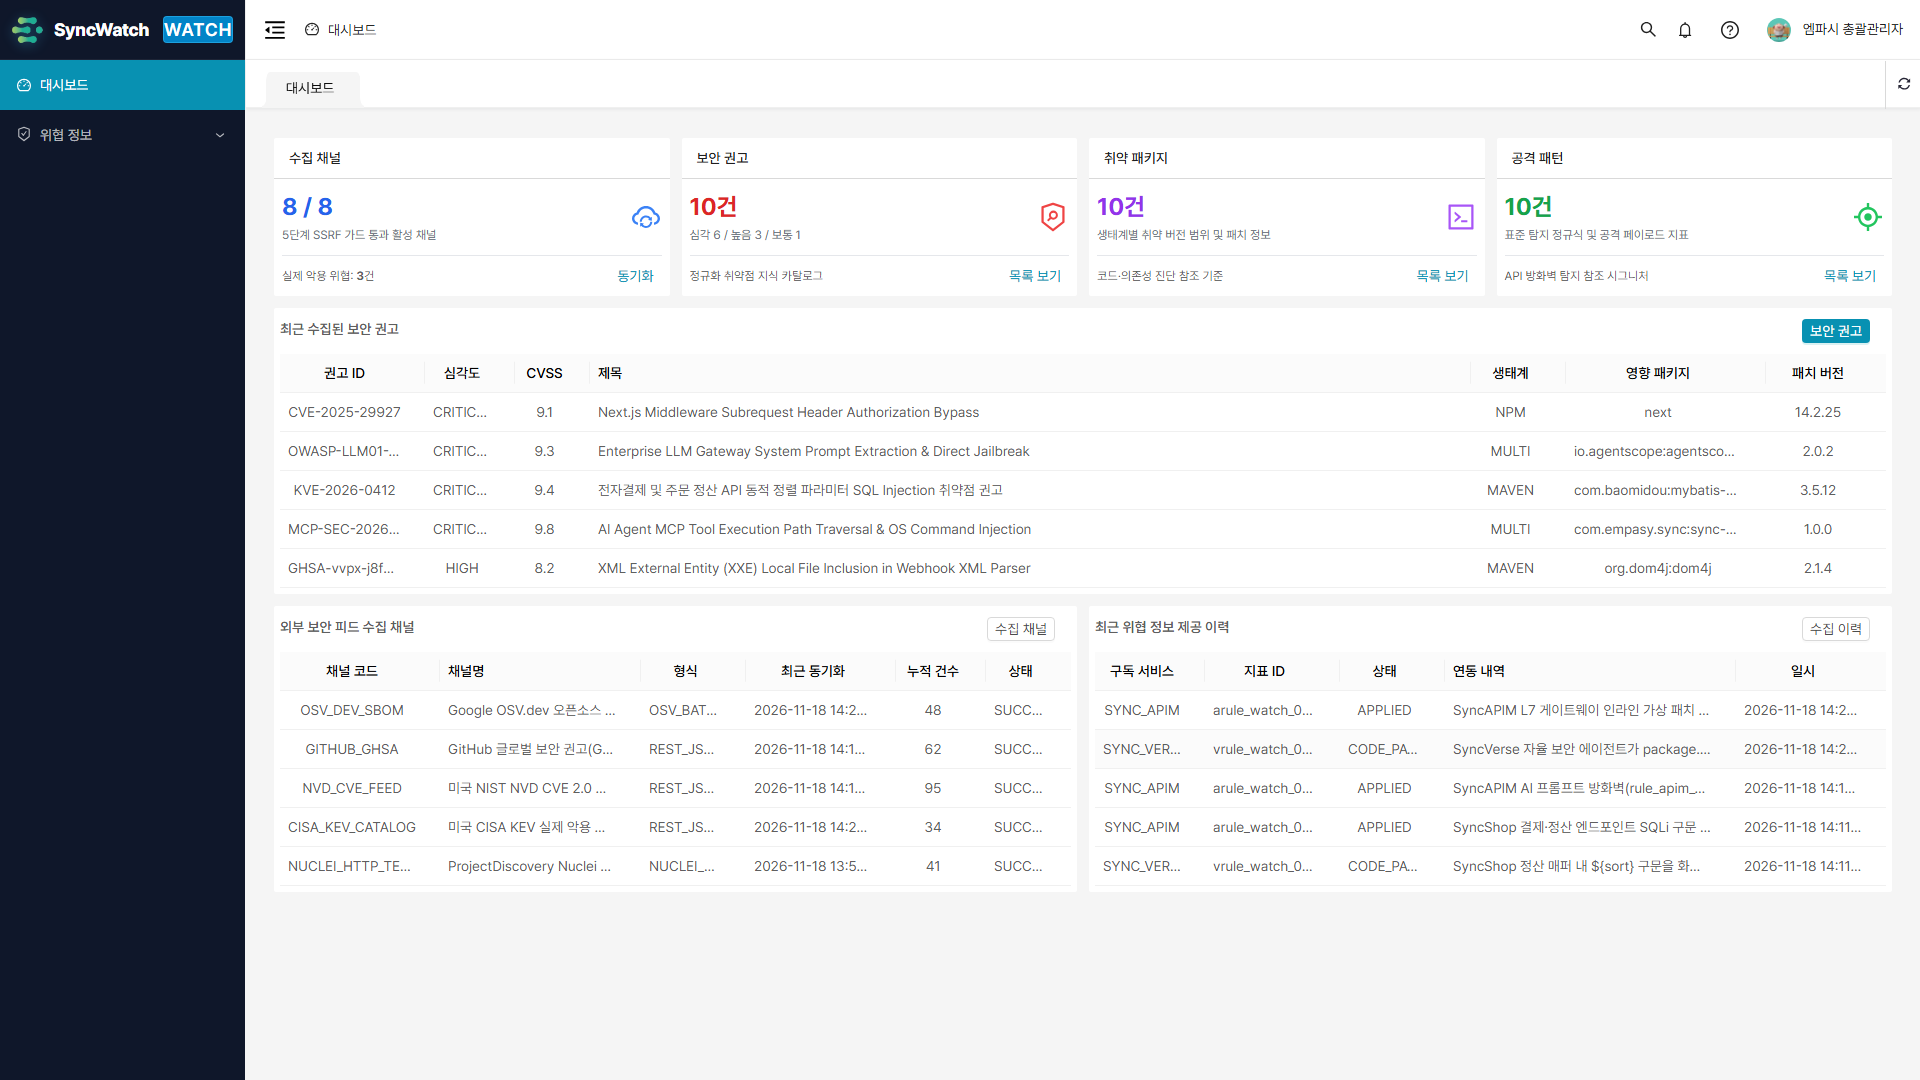 SyncWatch WATCH
대시보드
위협 정보
대시보드
엠파시 총괄관리자
대시보드
수집 채널
8 / 8
5단계 SSRF 가드 통과 활성 채널
실제 악용 위협: 3건
동기화
보안 권고
10건
심각 6 / 높음 3 / 보통 1
정규화 취약점 지식 카탈로그
목록 보기
취약 패키지
10건
생태계별 취약 버전 범위 및 패치 정보
코드·의존성 진단 참조 기준
목록 보기
공격 패턴
10건
표준 탐지 정규식 및 공격 페이로드 지표
API 방화벽 탐지 참조 시그니처
목록 보기
최근 수집된 보안 권고
보안 권고
권고 ID 심각도 CVSS 제목 생태계 영향 패키지 패치 버전
CVE-2025-29927 CRITIC... 9.1 Next.js Middleware Subrequest Header Authorization Bypass NPM next 14.2.25
OWASP-LLM01-... CRITIC... 9.3 Enterprise LLM Gateway System Prompt Extraction & Direct Jailbreak MULTI io.agentscope:agentsco... 2.0.2
KVE-2026-0412 CRITIC... 9.4 전자결제 및 주문 정산 API 동적 정렬 파라미터 SQL Injection 취약점 권고 MAVEN com.baomidou:mybatis-... 3.5.12
MCP-SEC-2026... CRITIC... 9.8 AI Agent MCP Tool Execution Path Traversal & OS Command Injection MULTI com.empasy.sync:sync-... 1.0.0
GHSA-vvpx-j8f... HIGH 8.2 XML External Entity (XXE) Local File Inclusion in Webhook XML Parser MAVEN org.dom4j:dom4j 2.1.4
외부 보안 피드 수집 채널
수집 채널
채널 코드 채널명 형식 최근 동기화 누적 건수 상태
OSV_DEV_SBOM Google OSV.dev 오픈소스 ... OSV_BAT... 2026-11-18 14:2... 48 SUCC...
GITHUB_GHSA GitHub 글로벌 보안 권고(G... REST_JS... 2026-11-18 14:1... 62 SUCC...
NVD_CVE_FEED 미국 NIST NVD CVE 2.0 ... REST_JS... 2026-11-18 14:1... 95 SUCC...
CISA_KEV_CATALOG 미국 CISA KEV 실제 악용 ... REST_JS... 2026-11-18 14:2... 34 SUCC...
NUCLEI_HTTP_TE... ProjectDiscovery Nuclei ... NUCLEI_... 2026-11-18 13:5... 41 SUCC...
최근 위협 정보 제공 이력
수집 이력
구독 서비스 지표 ID 상태 연동 내역 일시
SYNC_APIM arule_watch_0... APPLIED SyncAPIM L7 게이트웨이 인라인 가상 패치 ... 2026-11-18 14:2...
SYNC_VER... vrule_watch_0... CODE_PA... SyncVerse 자율 보안 에이전트가 package.... 2026-11-18 14:2...
SYNC_APIM arule_watch_0... APPLIED SyncAPIM AI 프롬프트 방화벽(rule_apim_... 2026-11-18 14:1...
SYNC_APIM arule_watch_0... APPLIED SyncShop 결제·정산 엔드포인트 SQLi 구문 ... 2026-11-18 14:11...
SYNC_VER... vrule_watch_0... CODE_PA... SyncShop 정산 매퍼 내 ${sort} 구문을 화... 2026-11-18 14:11...